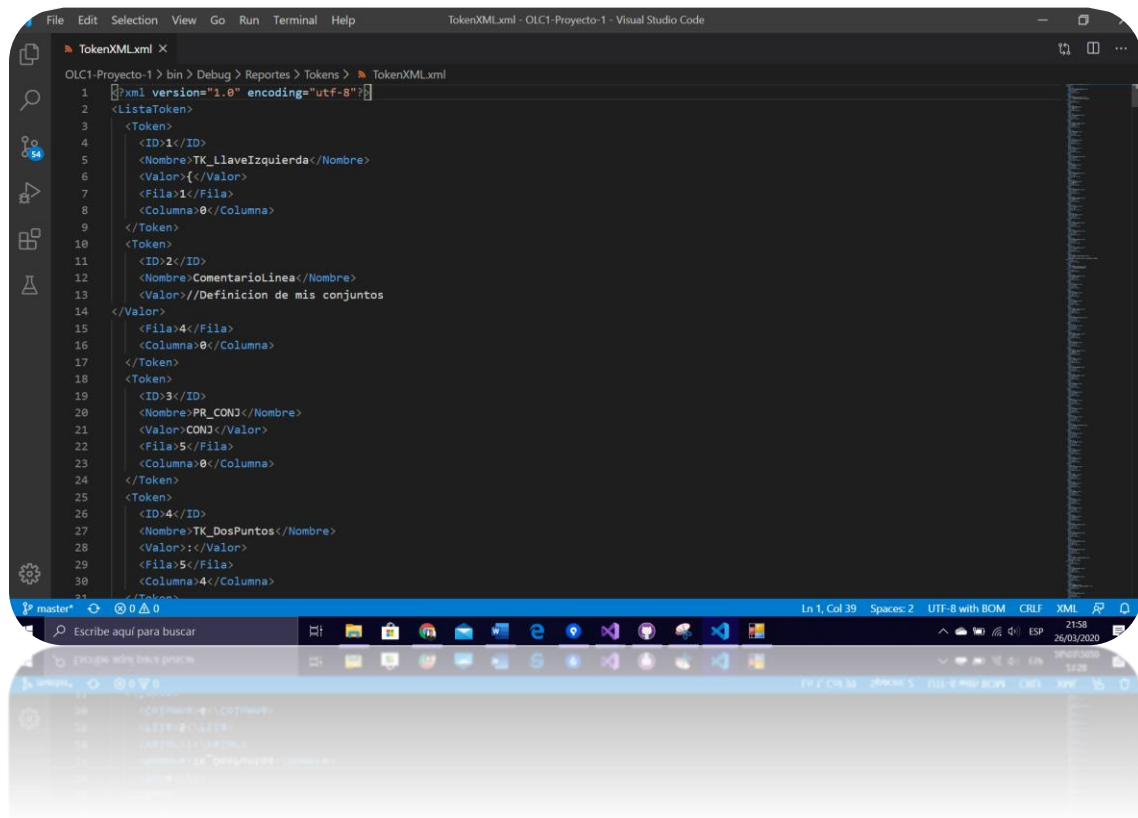 File Edit Selection View Go Run Terminal Help TokenXML.xml - OLC1-Proyecto-1 - Visual Studio Code
TokenXML.xml
OLC1-Proyecto-1 > bin > Debug > Reportes > Tokens > TokenXML.xml
1 <?xml version="1.0" encoding="utf-8"?>
2 <ListaToken>
3 <Token>
4 <ID>1</ID>
5 <Nombre>TK_LlaveIzquierda</Nombre>
6 <Valor>{</Valor>
7 <Fila>1</Fila>
8 <Columna>0</Columna>
9 </Token>
10 <Token>
11 <ID>2</ID>
12 <Nombre>ComentarioLinea</Nombre>
13 <Valor>//Definicion de mis conjuntos
14 </Valor>
15 <Fila>4</Fila>
16 <Columna>0</Columna>
17 </Token>
18 <Token>
19 <ID>3</ID>
20 <Nombre>PR_CONJ</Nombre>
21 <Valor>CONJ</Valor>
22 <Fila>5</Fila>
23 <Columna>0</Columna>
24 </Token>
25 <Token>
26 <ID>4</ID>
27 <Nombre>TK_DosPuntos</Nombre>
28 <Valor>:</Valor>
29 <Fila>5</Fila>
30 <Columna>4</Columna>
31 </Token>
54
master* 0 0 Ln 1, Col 39 Spaces: 2 UTF-8 with BOM CRLF XML
Escribe aquí para buscar ESP 21:58
26/03/2020